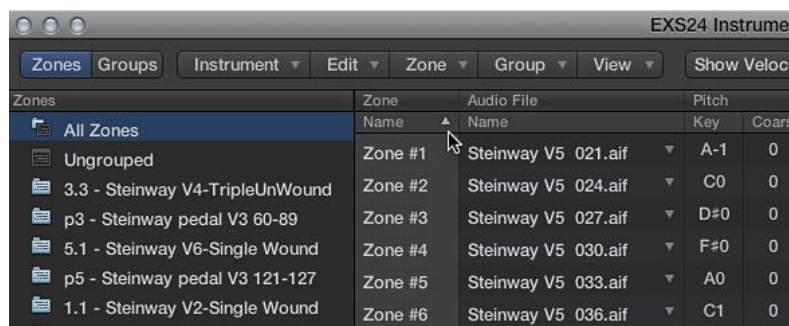 EXS24 Instrume
Zones Groups Instrument Edit Zone Group View Show Veloc
Zones Zone Audio File Pitch
All Zones Name Name Key Coars
Ungrouped Zone #1 Steinway V5 021.aif A-1 0
3.3 - Steinway V4-TripleUnWound Zone #2 Steinway V5 024.aif C0 0
p3 - Steinway pedal V3 60-89 Zone #3 Steinway V5 027.aif D#0 0
5.1 - Steinway V6-Single Wound Zone #4 Steinway V5 030.aif F#0 0
p5 - Steinway pedal V3 121-127 Zone #5 Steinway V5 033.aif A0 0
1.1 - Steinway V2-Single Wound Zone #6 Steinway V5 036.aif C1 0